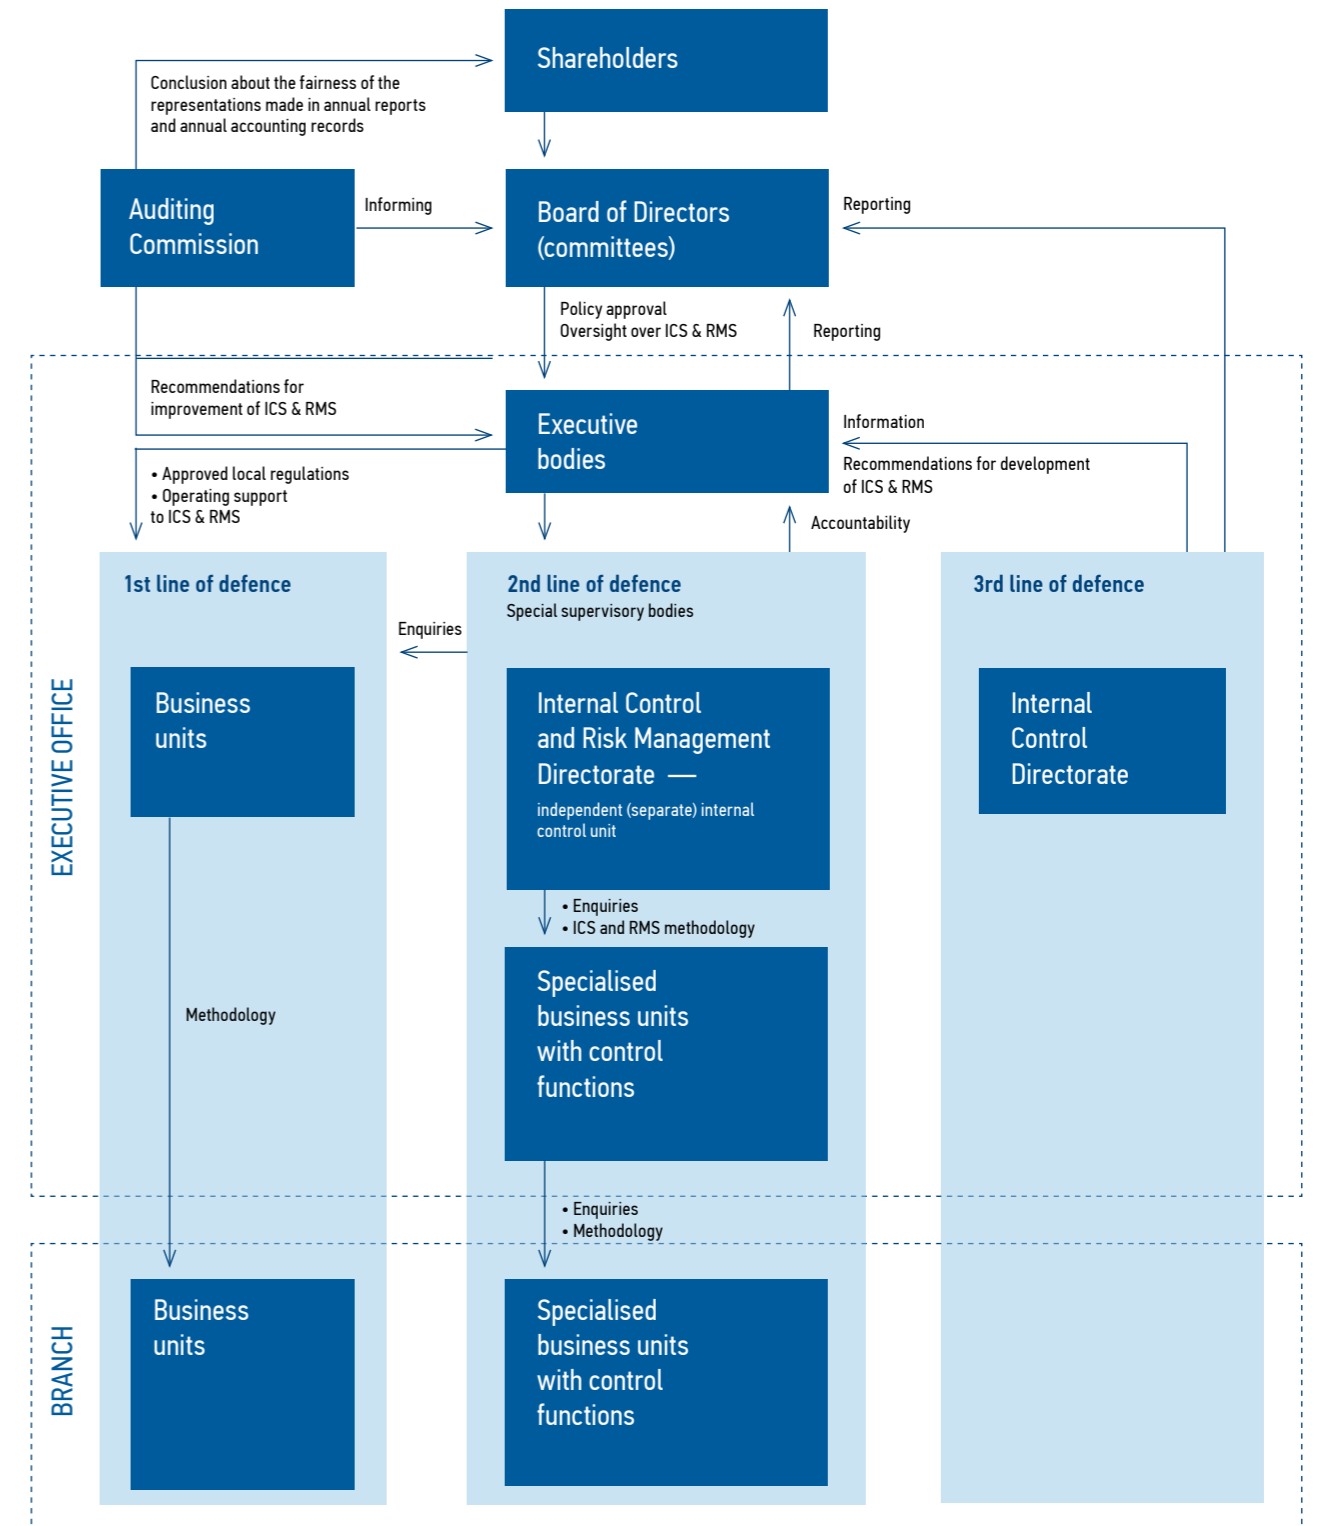 Shareholders
Conclusion about the fairness of the
representations made in annual reports
and annual accounting records
Auditing
Commission
Informing
Board of Directors
(committees)
Reporting
Policy approval
Oversight over ICS & RMS
Reporting
Recommendations for
improvement of ICS & RMS
Executive
bodies
Information
Recommendations for development
of ICS & RMS
• Approved local regulations
• Operating support
to ICS & RMS
Accountability
EXECUTIVE OFFICE
1st line of defence
2nd line of defence
Special supervisory bodies
3rd line of defence
Enquiries
Business
units
Internal Control
and Risk Management
Directorate —
independent (separate) internal
control unit
Internal
Control
Directorate
• Enquiries
• ICS and RMS methodology
Specialised
business units
with control
functions
Methodology
• Enquiries
• Methodology
BRANCH
Business
units
Specialised
business units
with control
functions